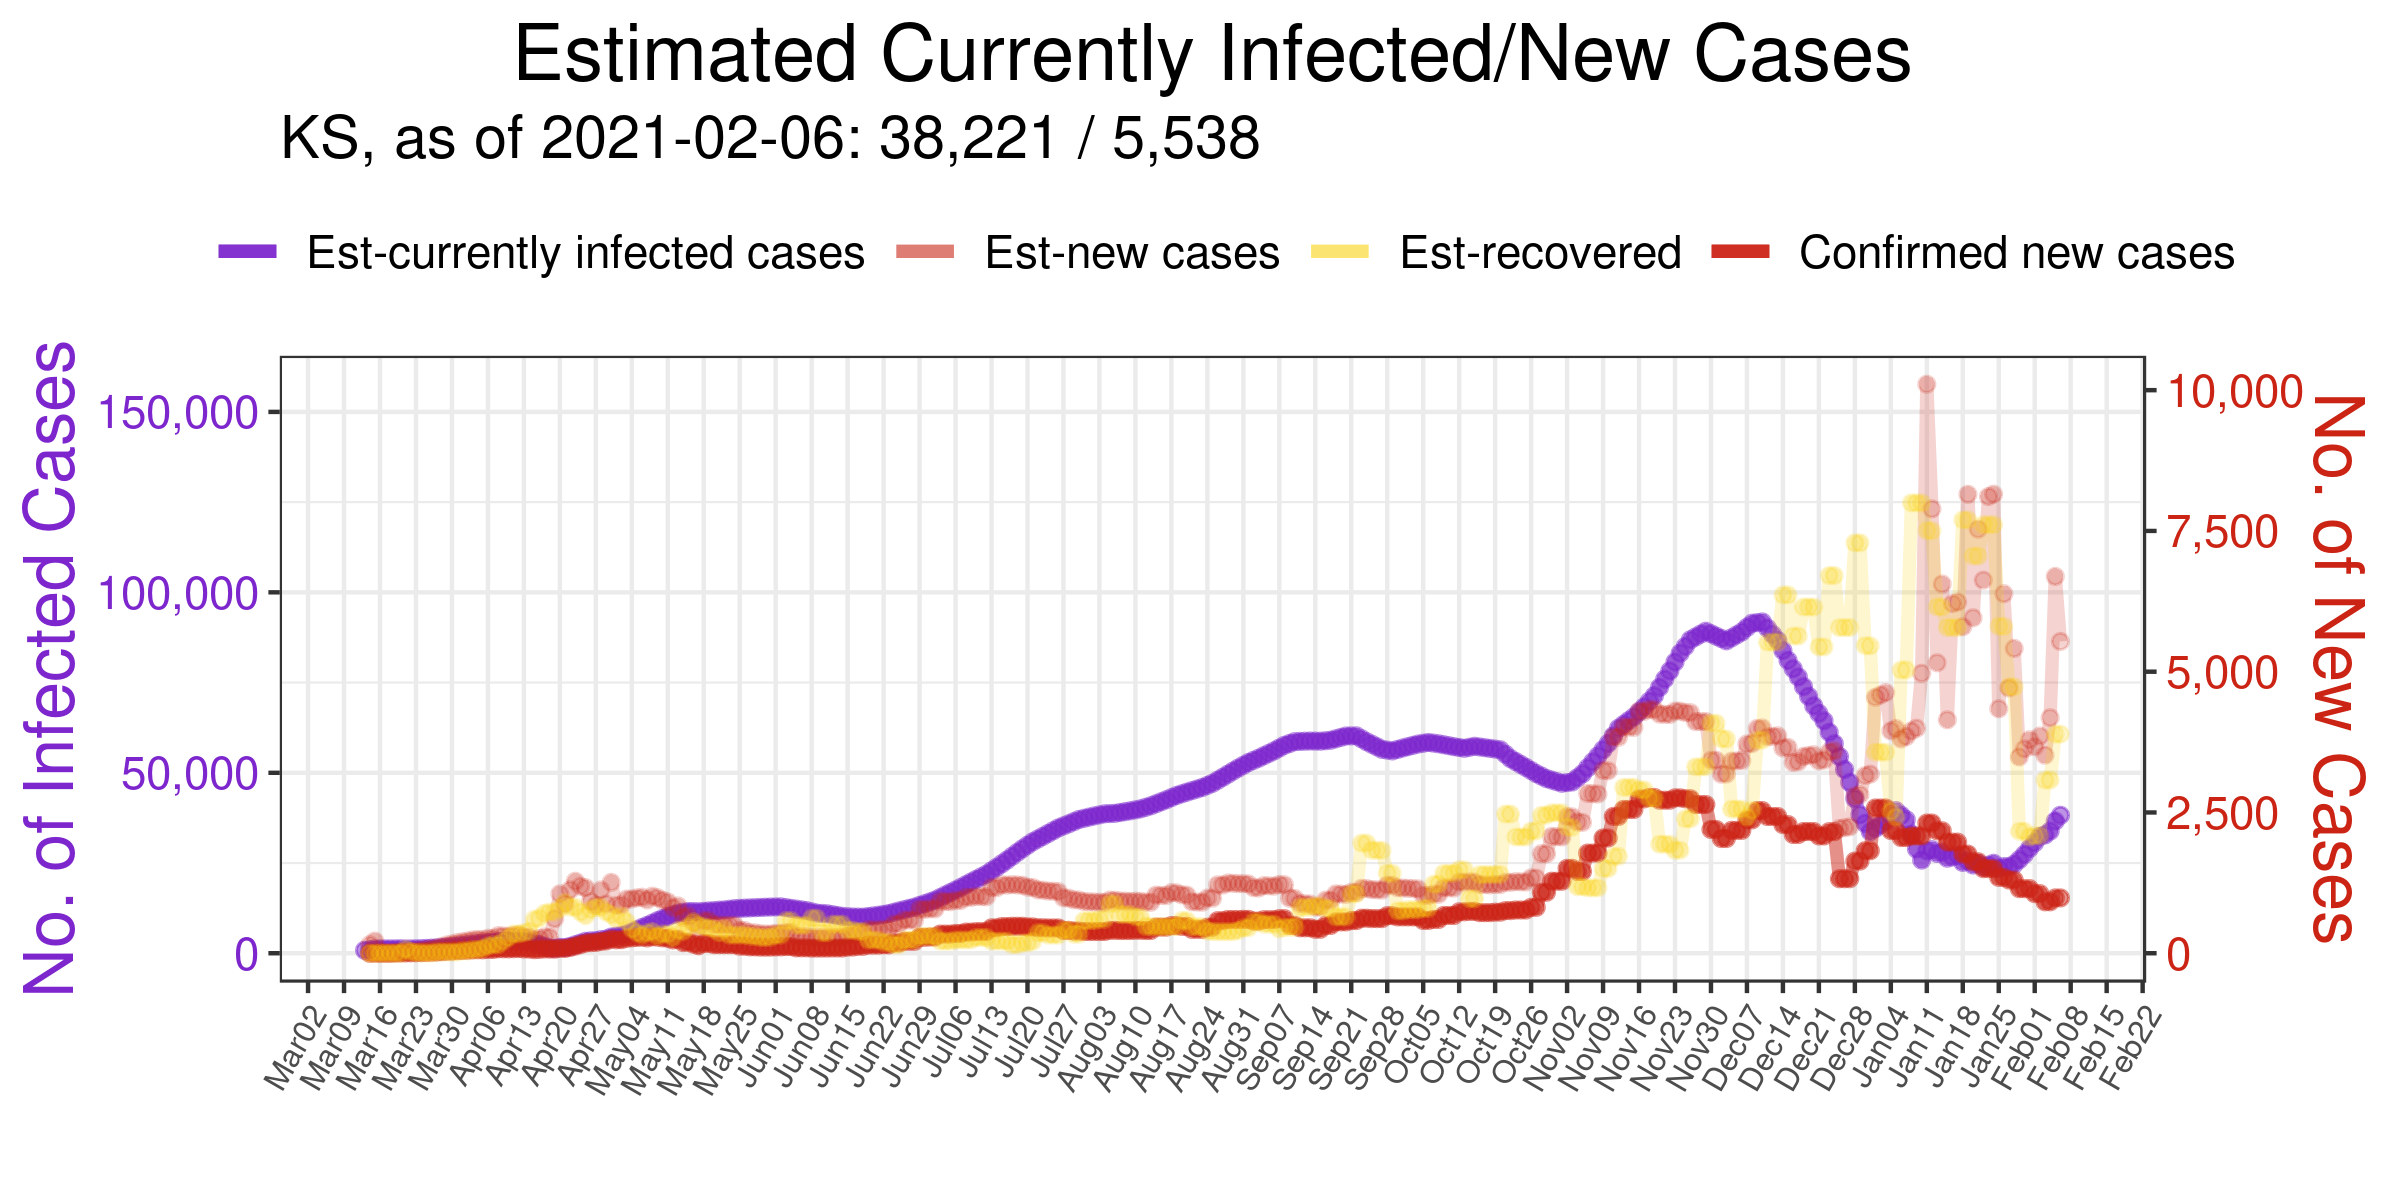 Estimated Currently Infected/New Cases
KS, as of 2021-02-06: 38,221 / 5,538
Est-currently infected cases Est-new cases Est-recovered Confirmed new cases
No. of Infected Cases
150,000
100,000
50,000
0
10,000
7,500
5,000
2,500
0
No. of New Cases
Mar02 Mar09 Mar16 Mar23 Mar30 Apr06 Apr13 Apr20 Apr27 May04 May11 May18 May25 Jun01 Jun08 Jun15 Jun22 Jun29 Jul06 Jul13 Jul20 Jul27 Aug03 Aug10 Aug17 Aug24 Aug31 Sep07 Sep14 Sep21 Sep28 Oct05 Oct12 Oct19 Oct26 Nov02 Nov09 Nov16 Nov23 Nov30 Dec07 Dec14 Dec21 Dec28 Jan04 Jan11 Jan18 Jan25 Feb01 Feb08 Feb15 Feb22